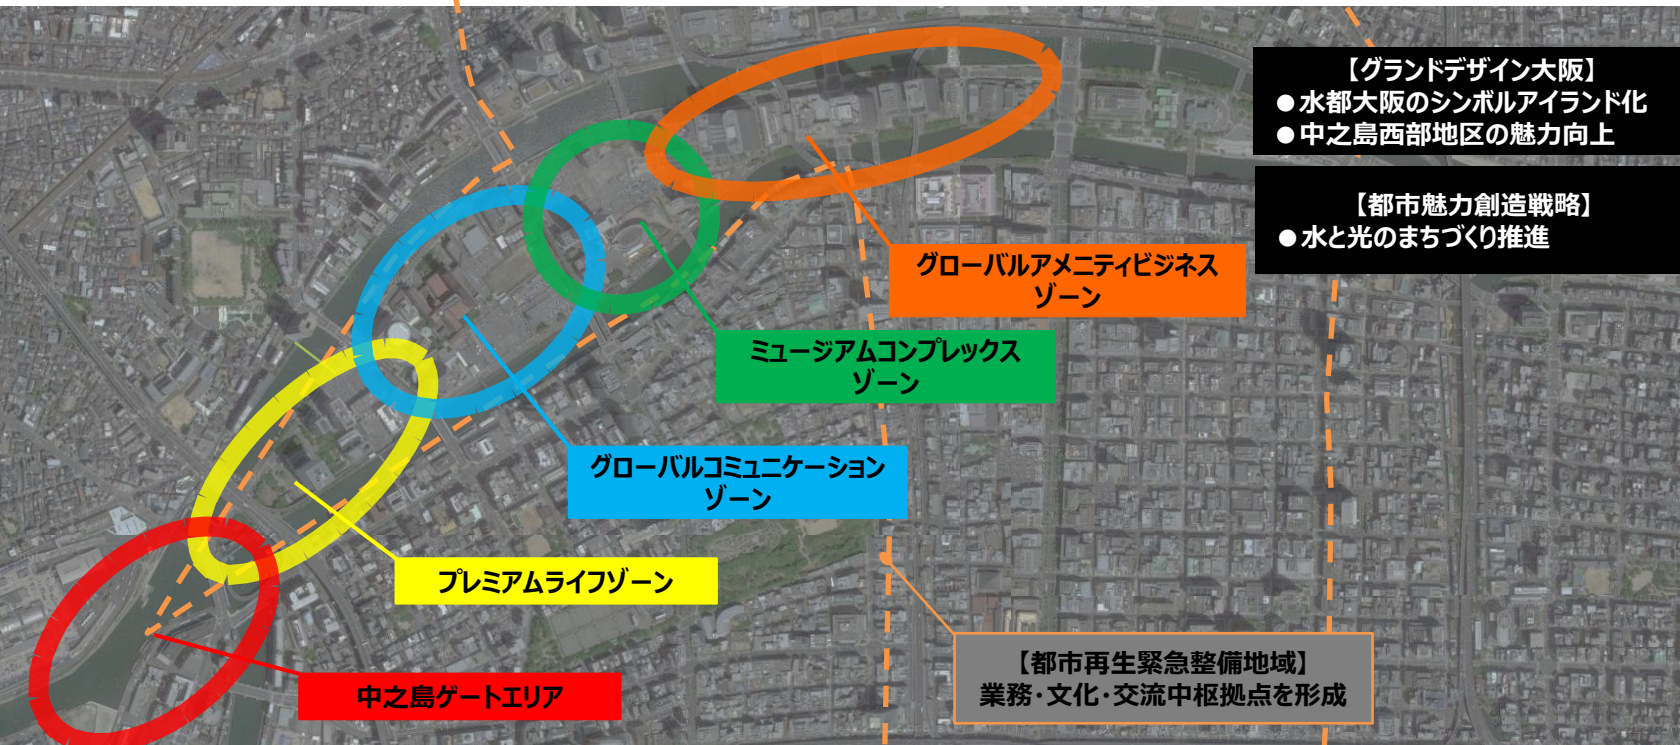 【グランドデザイン大阪】
●水都大阪のシンボルアイランド化
●中之島西部地区の魅力向上
【都市魅力創造戦略】
●水と光のまちづくり推進
グローバルアメニティビジネス
ゾーン
ミュージアムコンプレックス
ゾーン
グローバルコミュニケーション
ゾーン
プレミアムライフゾーン
中之島ゲートエリア
【都市再生緊急整備地域】
業務・文化・交流中枢拠点を形成